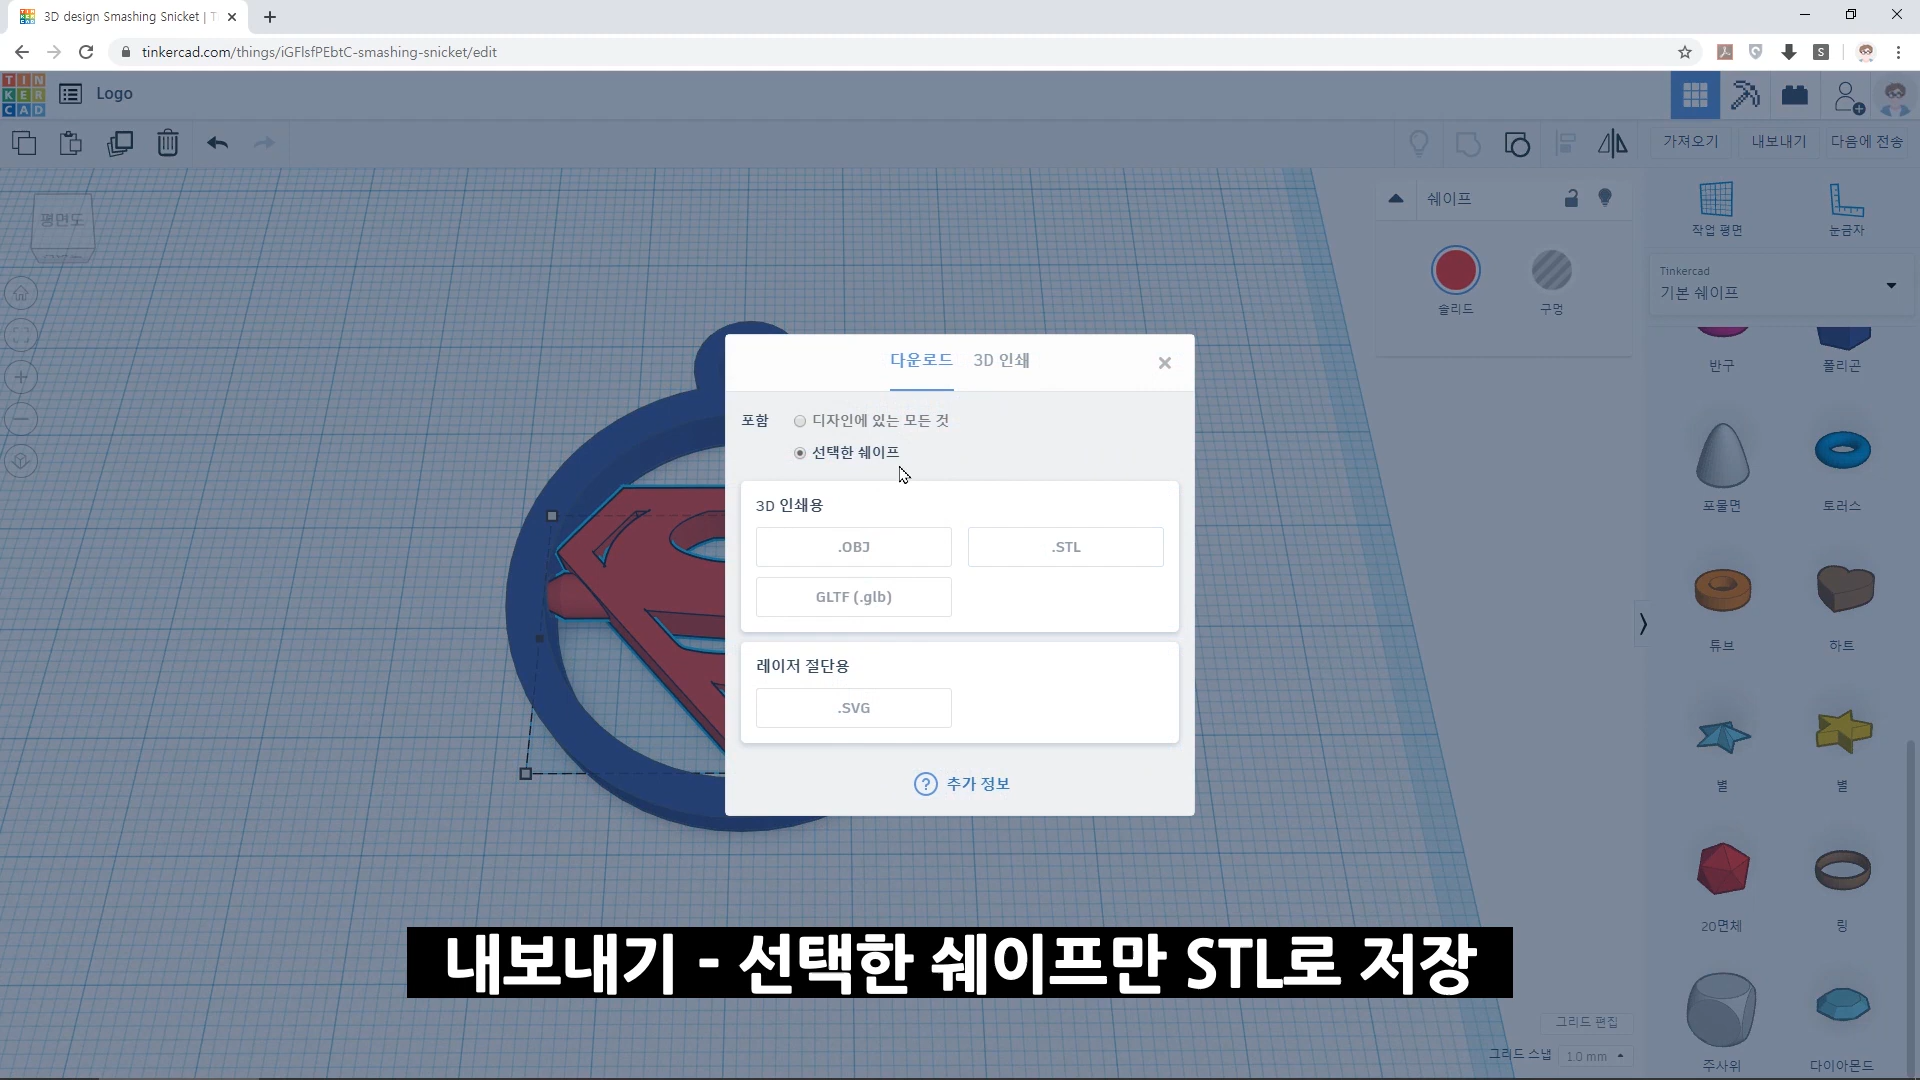 3D design Smashing Snicket | T
tinkercad.com/things/iGFlsfPEbtC-smashing-snicket/edit
TIN
KER
CAD
Logo
가져오기
내보내기
다음에 전송
평면도
쉐이프
솔리드
구멍
작업 평면
눈금자
Tinkercad
기본 쉐이프
반구
폴리곤
포물면
토러스
튜브
하트
별
별
20면체
링
주사위
다이아몬드
다운로드
3D 인쇄
포함
디자인에 있는 모든 것
선택한 쉐이프
3D 인쇄용
.OBJ
.STL
GLTF (.glb)
레이저 절단용
.SVG
? 추가 정보
내보내기 - 선택한 쉐이프만 STL로 저장
그리드 편집
그리드 스냅
1.0 mm